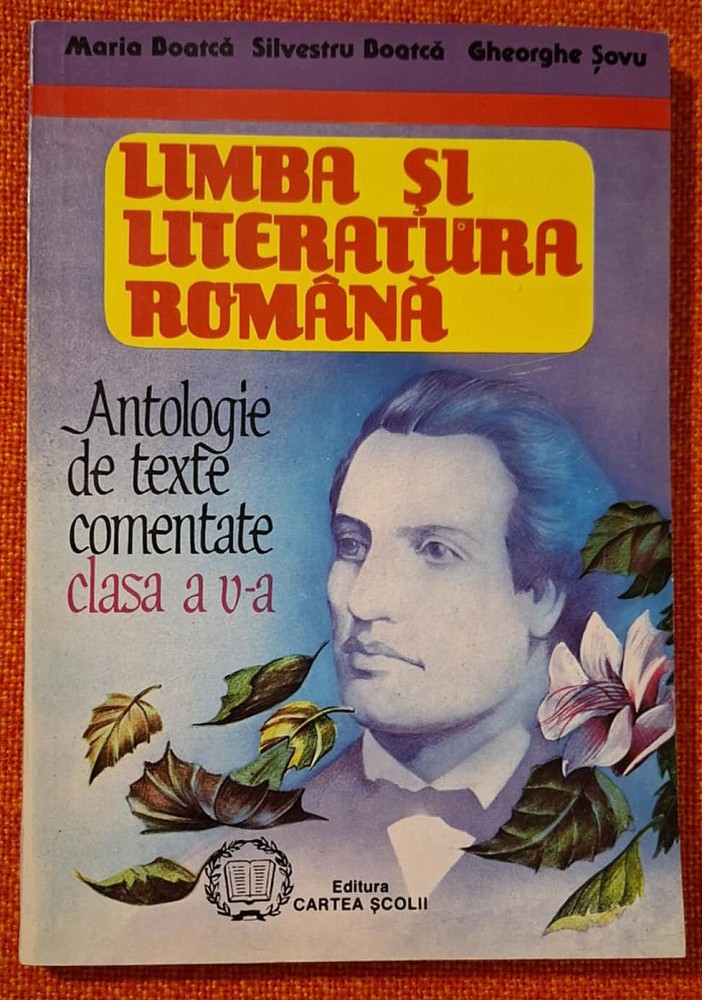 Maria Boatcă Silvestru Boatcă Gheorghe Șovu
LIMBA ȘI
LITERATURA
ROMÂNĂ
Antologie
de texte
comentate
clasa a v-a
Editura
CARTEA ȘCOLII